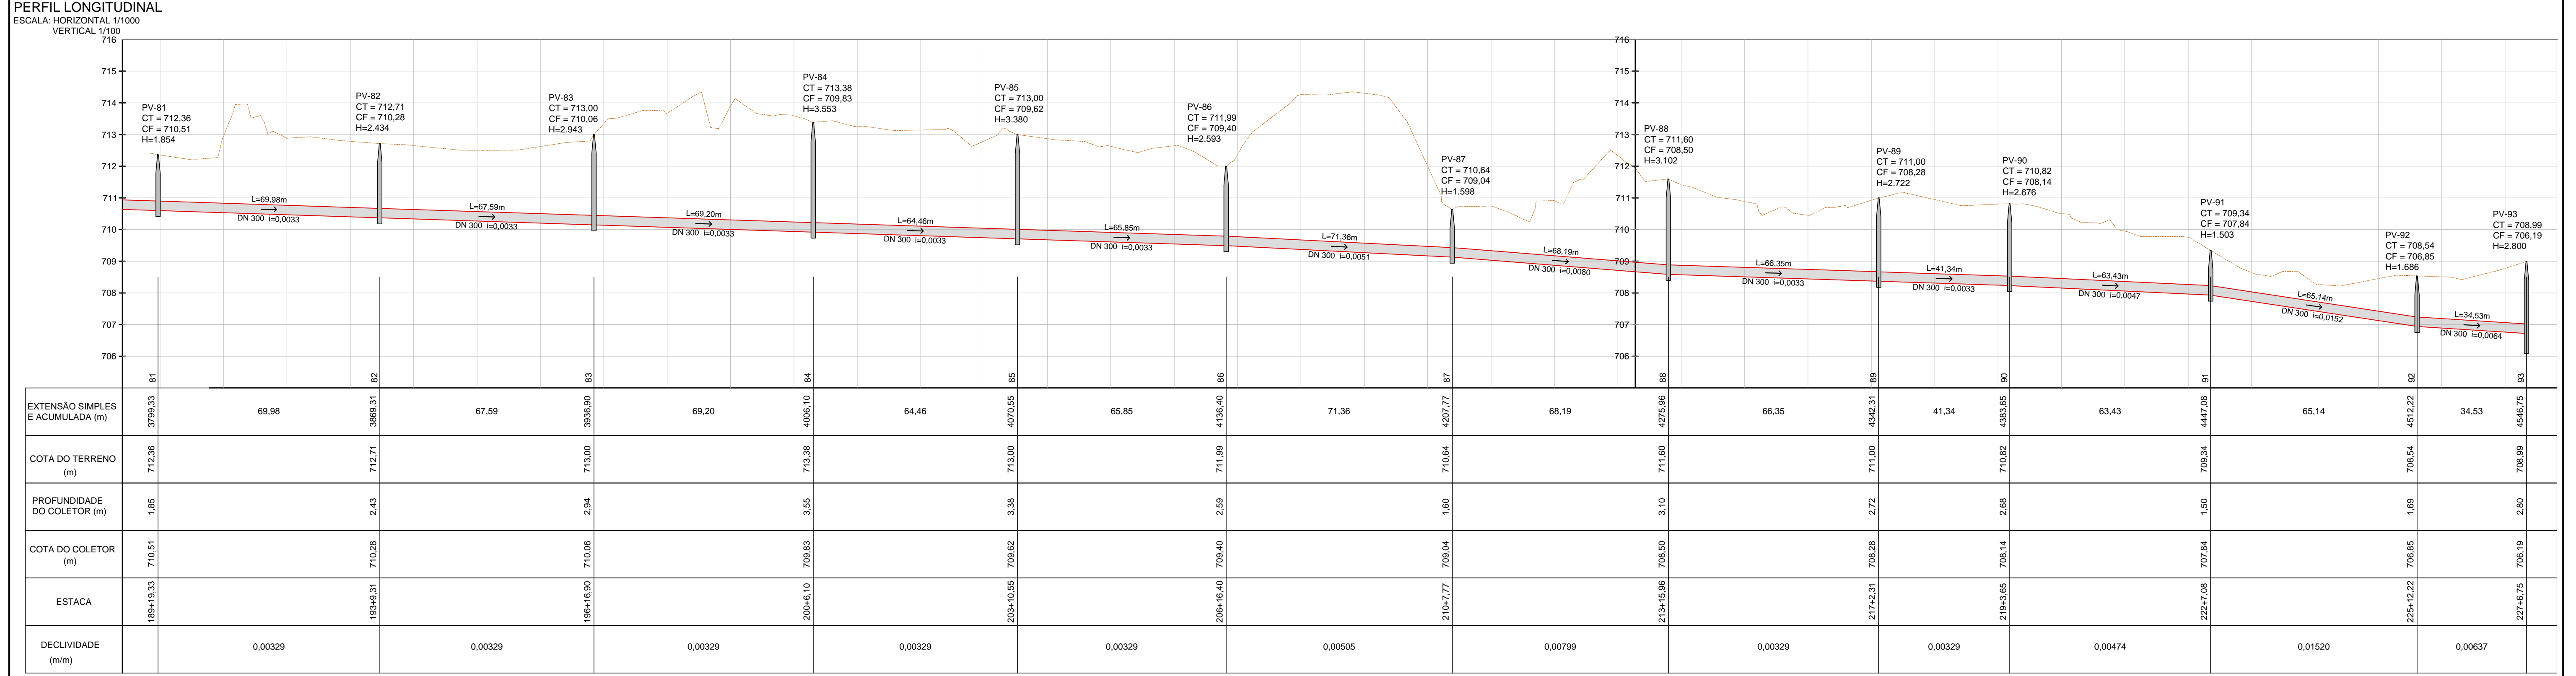 PERFIL LONGITUDINAL
ESCALA: HORIZONTAL 1/1000
VERTICAL 1/100
716
715
714
713
712
711
710
709
708
707
706
716
715
714
713
712
711
710
709
708
707
706
PV-81
CT = 712,36
CF = 710,51
H=1.854
PV-82
CT = 712,71
CF = 710,28
H=2.434
PV-83
CT = 713,00
CF = 710,06
H=2.943
PV-84
CT = 713,38
CF = 709,83
H=3.553
PV-85
CT = 713,00
CF = 709,62
H=3.380
PV-86
CT = 711,99
CF = 709,40
H=2.593
PV-87
CT = 710,64
CF = 709,04
H=1.598
PV-88
CT = 711,60
CF = 708,50
H=3.102
PV-89
CT = 711,00
CF = 708,28
H=2.722
PV-90
CT = 710,82
CF = 708,14
H=2.676
PV-91
CT = 709,34
CF = 707,84
H=1.503
PV-92
CT = 708,54
CF = 706,85
H=1.686
PV-93
CT = 708,99
CF = 706,19
H=2.800
L=69,98m
DN 300 i=0,0033
L=67,59m
DN 300 i=0,0033
L=69,20m
DN 300 i=0,0033
L=64,46m
DN 300 i=0,0033
L=65,85m
DN 300 i=0,0033
L=71,36m
DN 300 i=0,0051
L=68,19m
DN 300 i=0,0080
L=66,35m
DN 300 i=0,0033
L=41,34m
DN 300 i=0,0033
L=63,43m
DN 300 i=0,0047
L=65,14m
DN 300 i=0,0152
L=34,53m
DN 300 i=0,0064
81 82 83 84 85 86 87 88 89 90 91 92 93
EXTENSÃO SIMPLES
E ACUMULADA (m)
3799,33 69,98 3869,31 67,59 3936,90 69,20 4006,10 64,46 4070,55 65,85 4136,40 71,36 4207,77 68,19 4275,96 66,35 4342,31 41,34 4383,65 63,43 4447,08 65,14 4512,22 34,53 4546,75
COTA DO TERRENO
(m)
712,36 712,71 713,00 713,38 713,00 711,99 710,64 711,60 711,00 710,82 709,34 708,54 708,99
PROFUNDIDADE
DO COLETOR (m)
1,85 2,43 2,94 3,55 3,38 2,59 1,60 3,10 2,72 2,68 1,50 1,69 2,80
COTA DO COLETOR
(m)
710,51 710,28 710,06 709,83 709,62 709,40 709,04 708,50 708,28 708,14 707,84 706,85 706,19
ESTACA
189+19,33 193+9,31 196+16,90 200+6,10 203+10,55 206+16,40 210+7,77 213+15,96 217+2,31 219+3,65 222+7,08 225+12,22 227+6,75
DECLIVIDADE
(m/m)
0,00329 0,00329 0,00329 0,00329 0,00329 0,00505 0,00799 0,00329 0,00329 0,00474 0,01520 0,00637